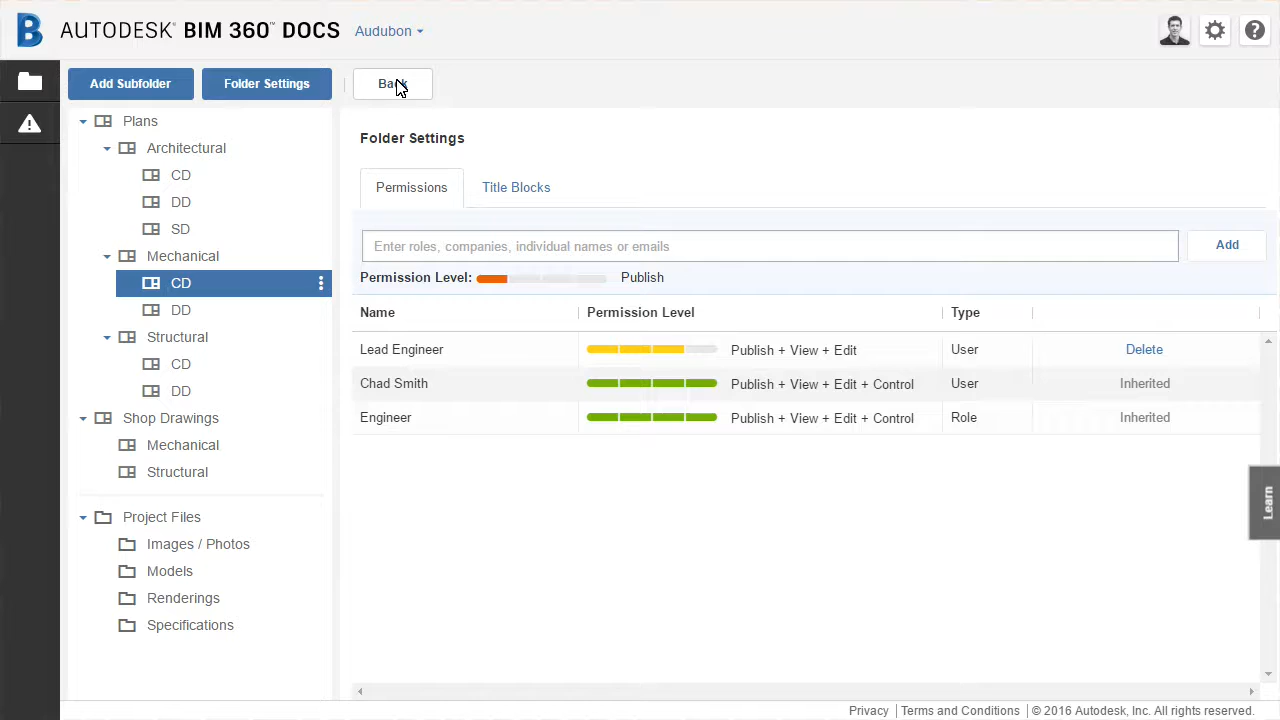 AUTODESK® BIM 360™ DOCS Audubon
Add Subfolder Folder Settings Back
Plans
Architectural
CD
DD
SD
Mechanical
CD
DD
Structural
CD
DD
Shop Drawings
Mechanical
Structural
Project Files
Images / Photos
Models
Renderings
Specifications
Folder Settings
Permissions Title Blocks
Enter roles, companies, individual names or emails Add
Permission Level: Publish
Name Permission Level Type
Lead Engineer Publish + View + Edit User Delete
Chad Smith Publish + View + Edit + Control User Inherited
Engineer Publish + View + Edit + Control Role Inherited
Learn
Privacy | Terms and Conditions | © 2016 Autodesk, Inc. All rights reserved.